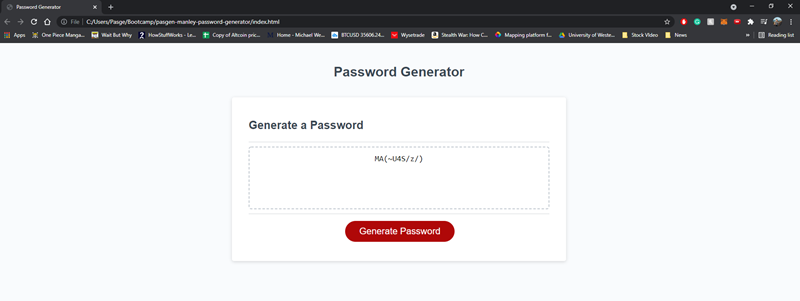 Password Generator
File
C:/Users/Pasge/Bootcamp/pasgen-manley-password-generator/index.html
Apps
One Piece Manga...
Wait But Why
HowStuffWorks - Le...
Copy of Altcoin pric...
Home - Michael We...
BTCUSD 35606.24...
Wysetrade
Stealth War: How C...
Mapping platform f...
University of Weste...
Stock Video
News
»
Reading list
Password Generator
Generate a Password
MA(~U4S/z/)
Generate Password